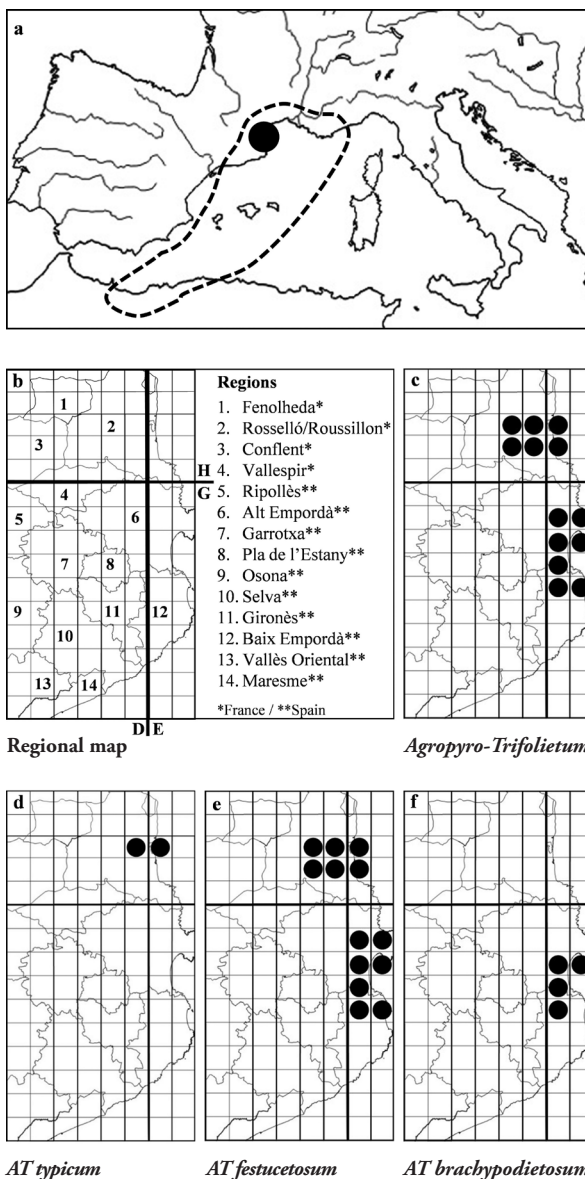 a
b
1
2
3
H
4
G
5
6
7
8
9
11
12
10
13
14
D E
Regions
1. Fenolheda*
2. Rosselló/Roussillon*
3. Conflent*
4. Vallespir*
5. Ripollès**
6. Alt Empordà**
7. Garrotxa**
8. Pla de l’Estany**
9. Osona**
10. Selva**
11. Gironès**
12. Baix Empordà**
13. Vallès Oriental**
14. Maresme**
*France / **Spain
c
Regional map
Agropyro-Trifolietum
d
e
f
AT typicum
AT festucetosum
AT brachypodietosum